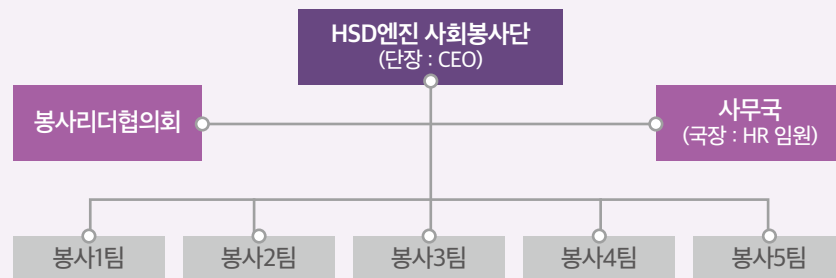 HSD엔진 사회봉사단
(단장 : CEO)
봉사리더협의회
사무국
(국장 : HR 임원)
봉사1팀
봉사2팀
봉사3팀
봉사4팀
봉사5팀